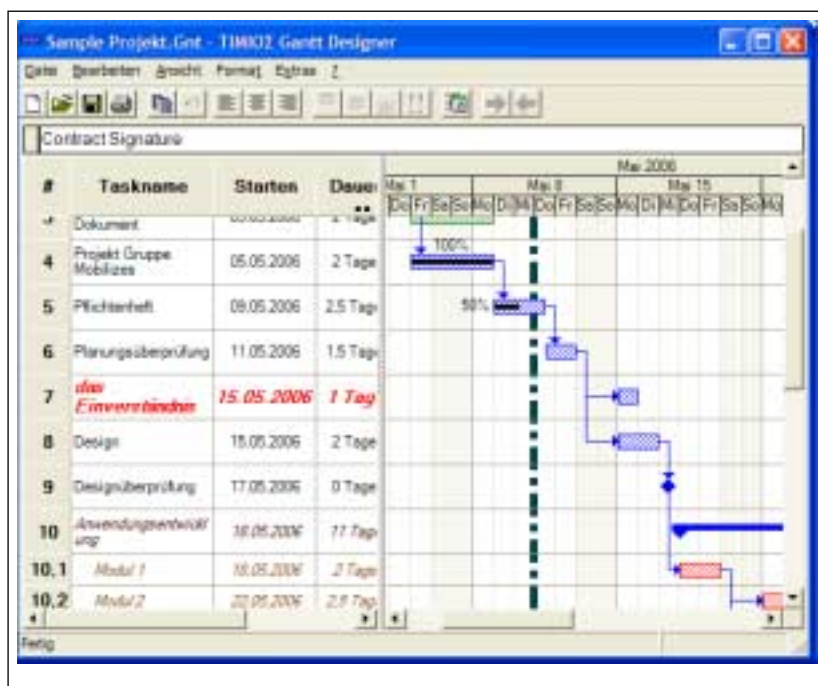 Sample Projekt.Gnt - TIMIOS Gantt Designer
Datei Bearbeiten Ansicht Format Extras ?
Contract Signature
Mai 2006
# Taskname Starten Dauer Mai 1 Mai 8 Mai 15
Do Fr Sa So Mo Di Mi Do Fr Sa So Mo Di Mi Do Fr Sa So Mo
Dokument
4 Projekt Gruppe Mobilizes 05.05.2006 2 Tage 100%
5 Pflichtenheft 09.05.2006 2,5 Tage 50%
6 Planungsüberprüfung 11.05.2006 1,5 Tage
7 das Einverständnis 15.05.2006 1 Tag
8 Design 15.05.2006 2 Tage
9 Designüberprüfung 17.05.2006 0 Tage
10 Anwendungsentwicklung 18.05.2006 11 Tage
10.1 Modul 1 18.05.2006 2 Tage
10.2 Modul 2 22.05.2006 2,5 Tage
Fertig